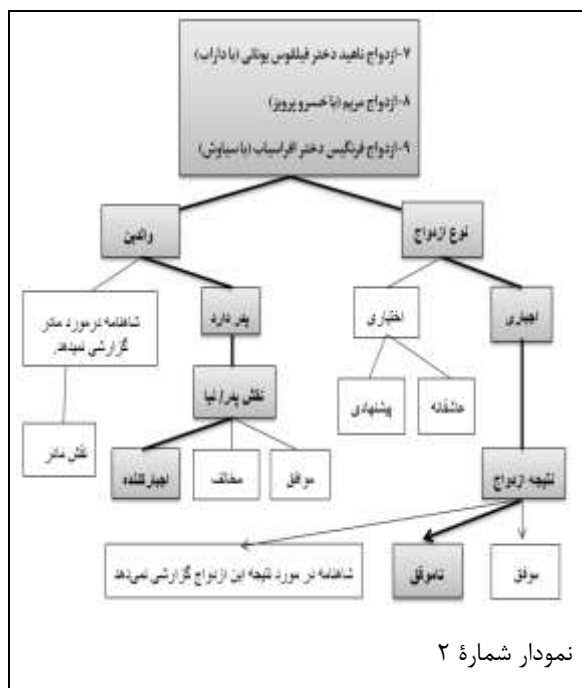 ۷-ازدواج ناهید دختر فیلقوس یونانی (با داراب)
۸-ازدواج مریم (با خسرو پرویز)
۹-ازدواج فرنگیس دختر افراسیاب (با سیاوش)
نوع ازدواج
والدین
اجباری
اختیاری
پدر دارد
شاهنامه در مورد مادر
گزارشی نمیدهد.
عاشقانه
پیشنهادی
نقش پدر/ نیا
نقش مادر
نتیجه ازدواج
موافق
مخالف
اجبارکننده
موفق
ناموفق
شاهنامه در مورد نتیجه این ازدواج گزارشی نمی‌دهد
نمودار شمارۀ ۲